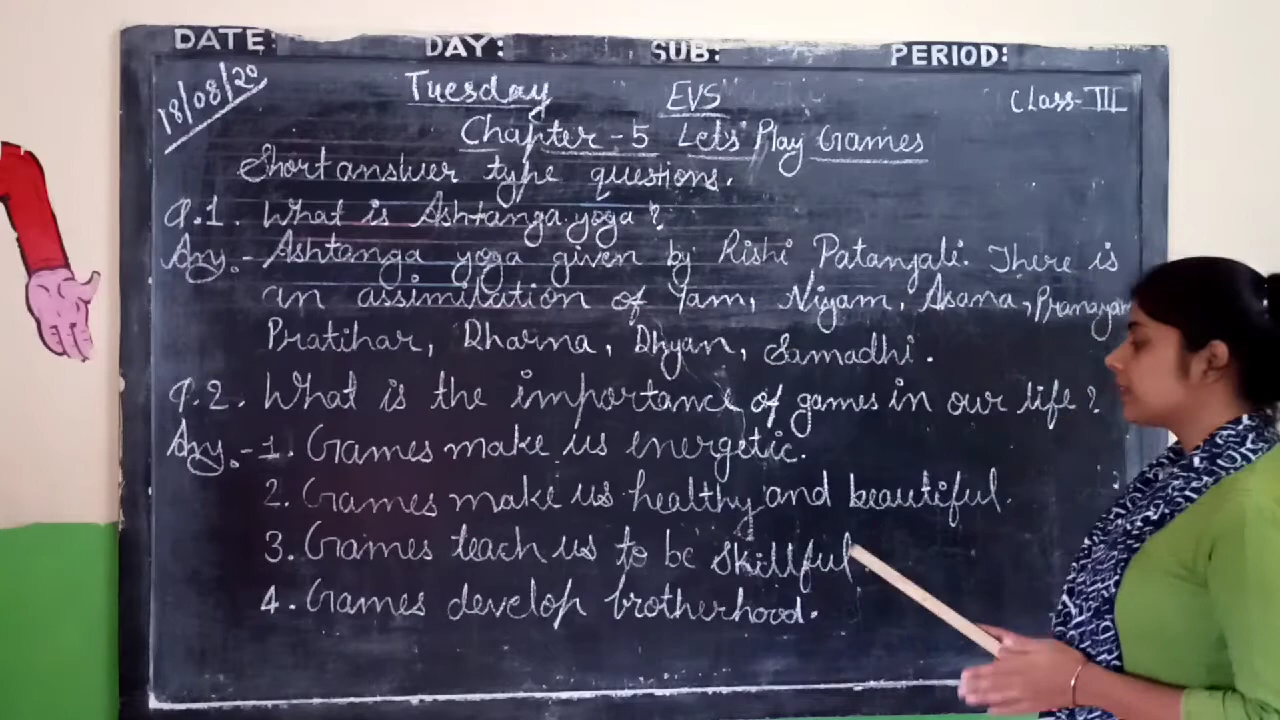 DATE: DAY: SUB: PERIOD:
18/08/20 Tuesday EVS Class-III
Chapter-5 Lets' Play Games
Short answer type questions.
Q.1. What is Ashtanga yoga?
Ans.- Ashtanga yoga given by Rishi Patanjali. There is
an assimilation of Yam, Niyam, Asana, Pranayam
Pratihar, Dharna, Dhyan, Samadhi.
Q.2. What is the importance of games in our life?
Ans.-1. Games make us energetic.
2. Games make us healthy and beautiful.
3. Games teach us to be skillful.
4. Games develop brotherhood.